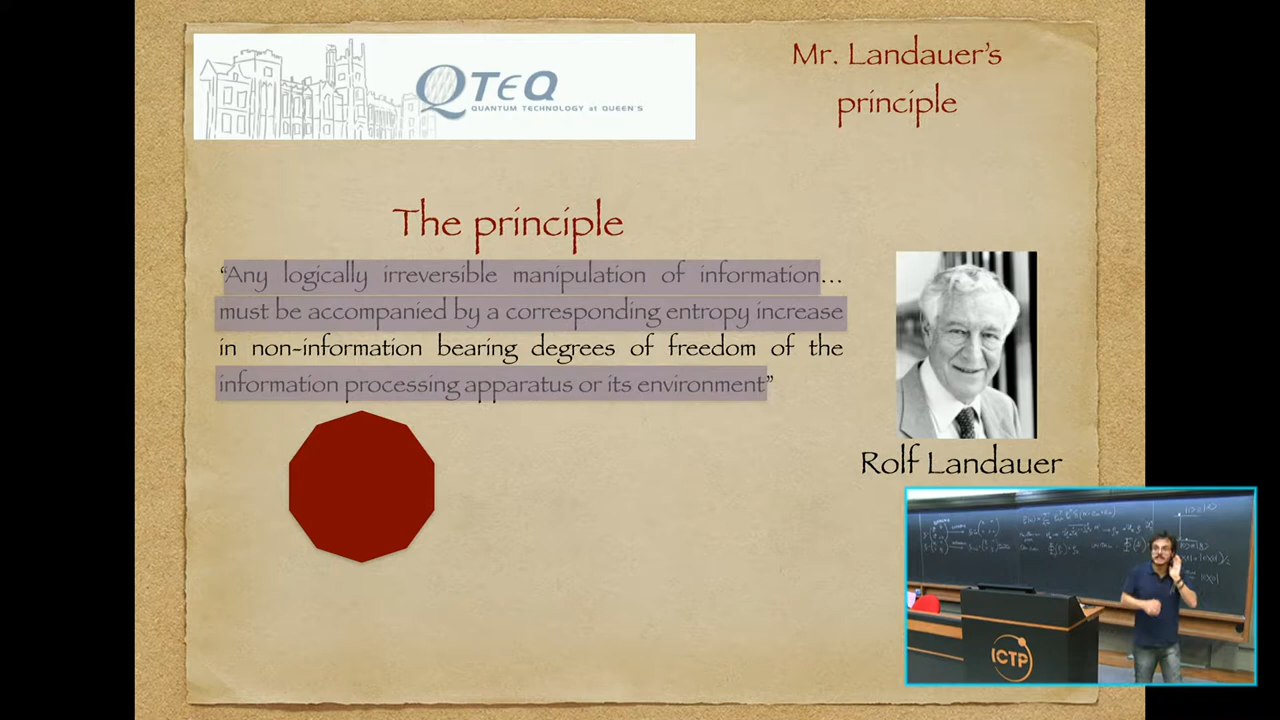 QTeQ
QUANTUM TECHNOLOGY at QUEEN'S
Mr. Landauer's
principle
The principle
“Any logically irreversible manipulation of information...
must be accompanied by a corresponding entropy increase
in non-information bearing degrees of freedom of the
information processing apparatus or its environment”
Rolf Landauer
ICTP